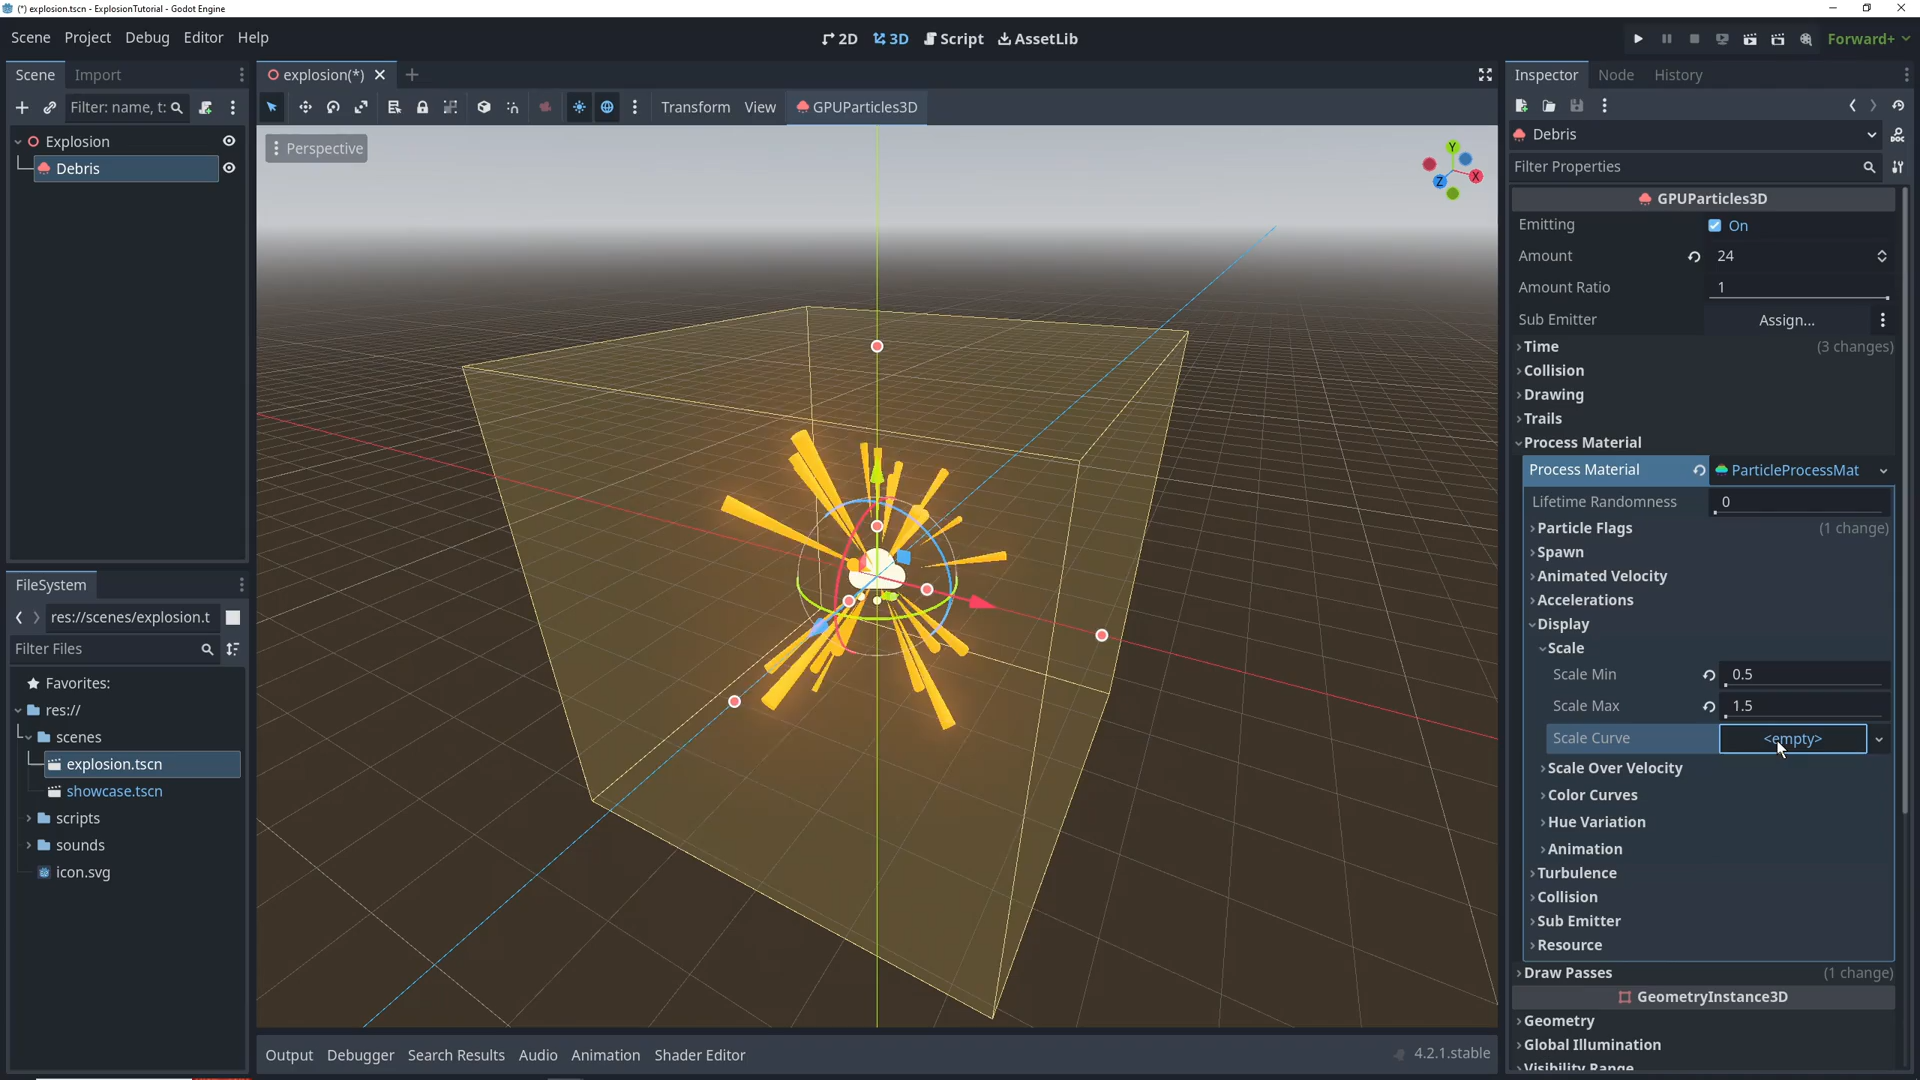 (*) explosion.tscn - ExplosionTutorial - Godot Engine
Scene Project Debug Editor Help
2D 3D Script AssetLib
Forward+
Scene Import
Filter: name, t:
Explosion
Debris
FileSystem
res://scenes/explosion.t
Filter Files
Favorites:
res://
scenes
explosion.tscn
showcase.tscn
scripts
sounds
icon.svg
explosion(*)
Transform View GPUParticles3D
Perspective
Y
X
Z
Output Debugger Search Results Audio Animation Shader Editor
4.2.1.stable
Inspector Node History
Debris
Filter Properties
GPUParticles3D
Emitting On
Amount 24
Amount Ratio 1
Sub Emitter Assign...
Time (3 changes)
Collision
Drawing
Trails
Process Material
Process Material ParticleProcessMat
Lifetime Randomness 0
Particle Flags (1 change)
Spawn
Animated Velocity
Accelerations
Display
Scale
Scale Min 0.5
Scale Max 1.5
Scale Curve <empty>
Scale Over Velocity
Color Curves
Hue Variation
Animation
Turbulence
Collision
Sub Emitter
Resource
Draw Passes (1 change)
GeometryInstance3D
Geometry
Global Illumination
Visibility Range